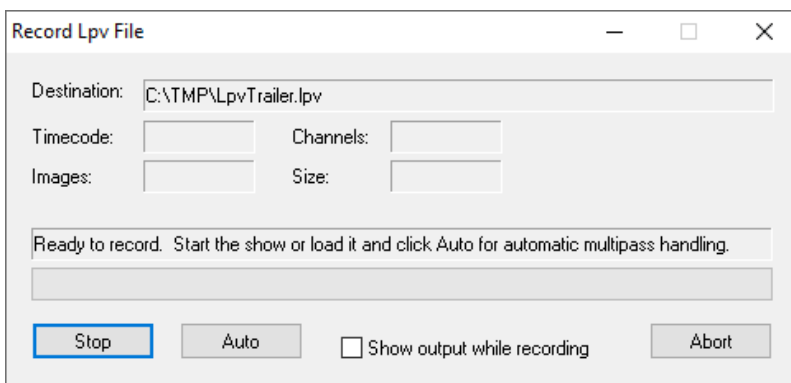 Record Lpv File
Destination: C:\TMP\LpvTrailer.lpv
Timecode: Channels:
Images: Size:
Ready to record.  Start the show or load it and click Auto for automatic multipass handling.
Stop Auto Show output while recording Abort